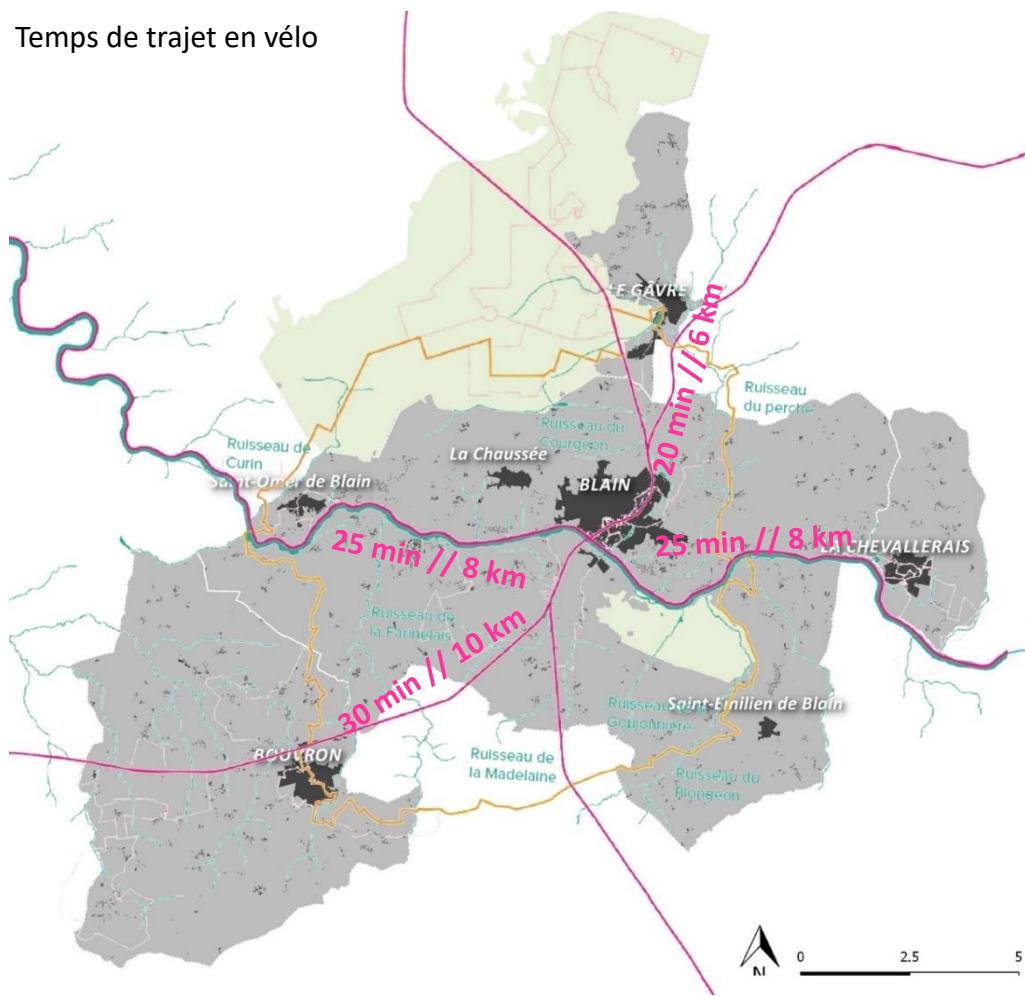 Temps de trajet en vélo
LE GÂVRE
20 min // 6 km
Ruisseau
du perche
Ruisseau du
Courgeon
Ruisseau de
Curin
La Chaussée
Saint-Omer de Blain
BLAIN
25 min // 8 km
25 min // 8 km
LA CHEVALLERAIS
Ruisseau de
la Farinelais
30 min // 10 km
Saint-Emilien de Blain
Ruisseau de
Goujonnière
BOUVRON
Ruisseau de
la Madelaine
Ruisseau du
Plongeon
N
0 2.5 5